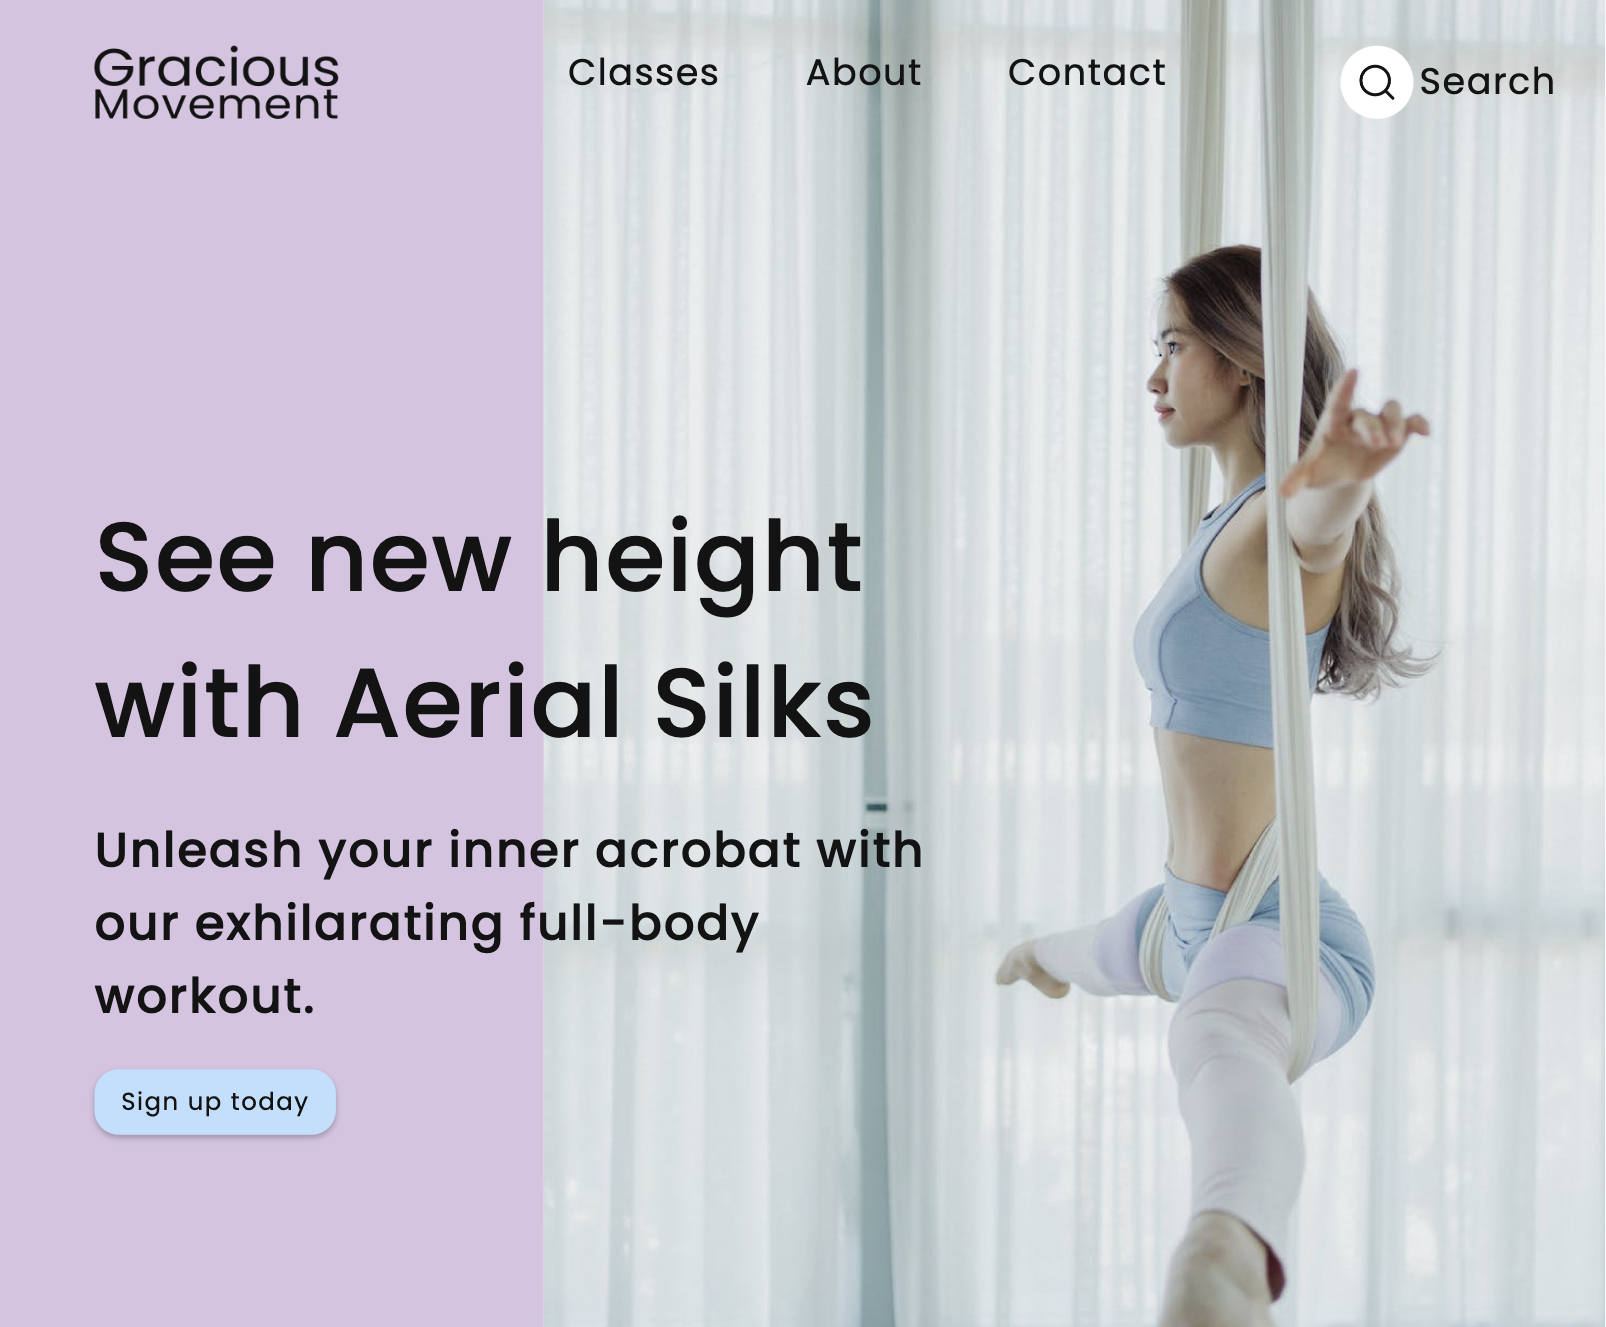 Gracious
Movement
Classes
About
Contact
Search
See new height
with Aerial Silks
Unleash your inner acrobat with
our exhilarating full-body
workout.
Sign up today